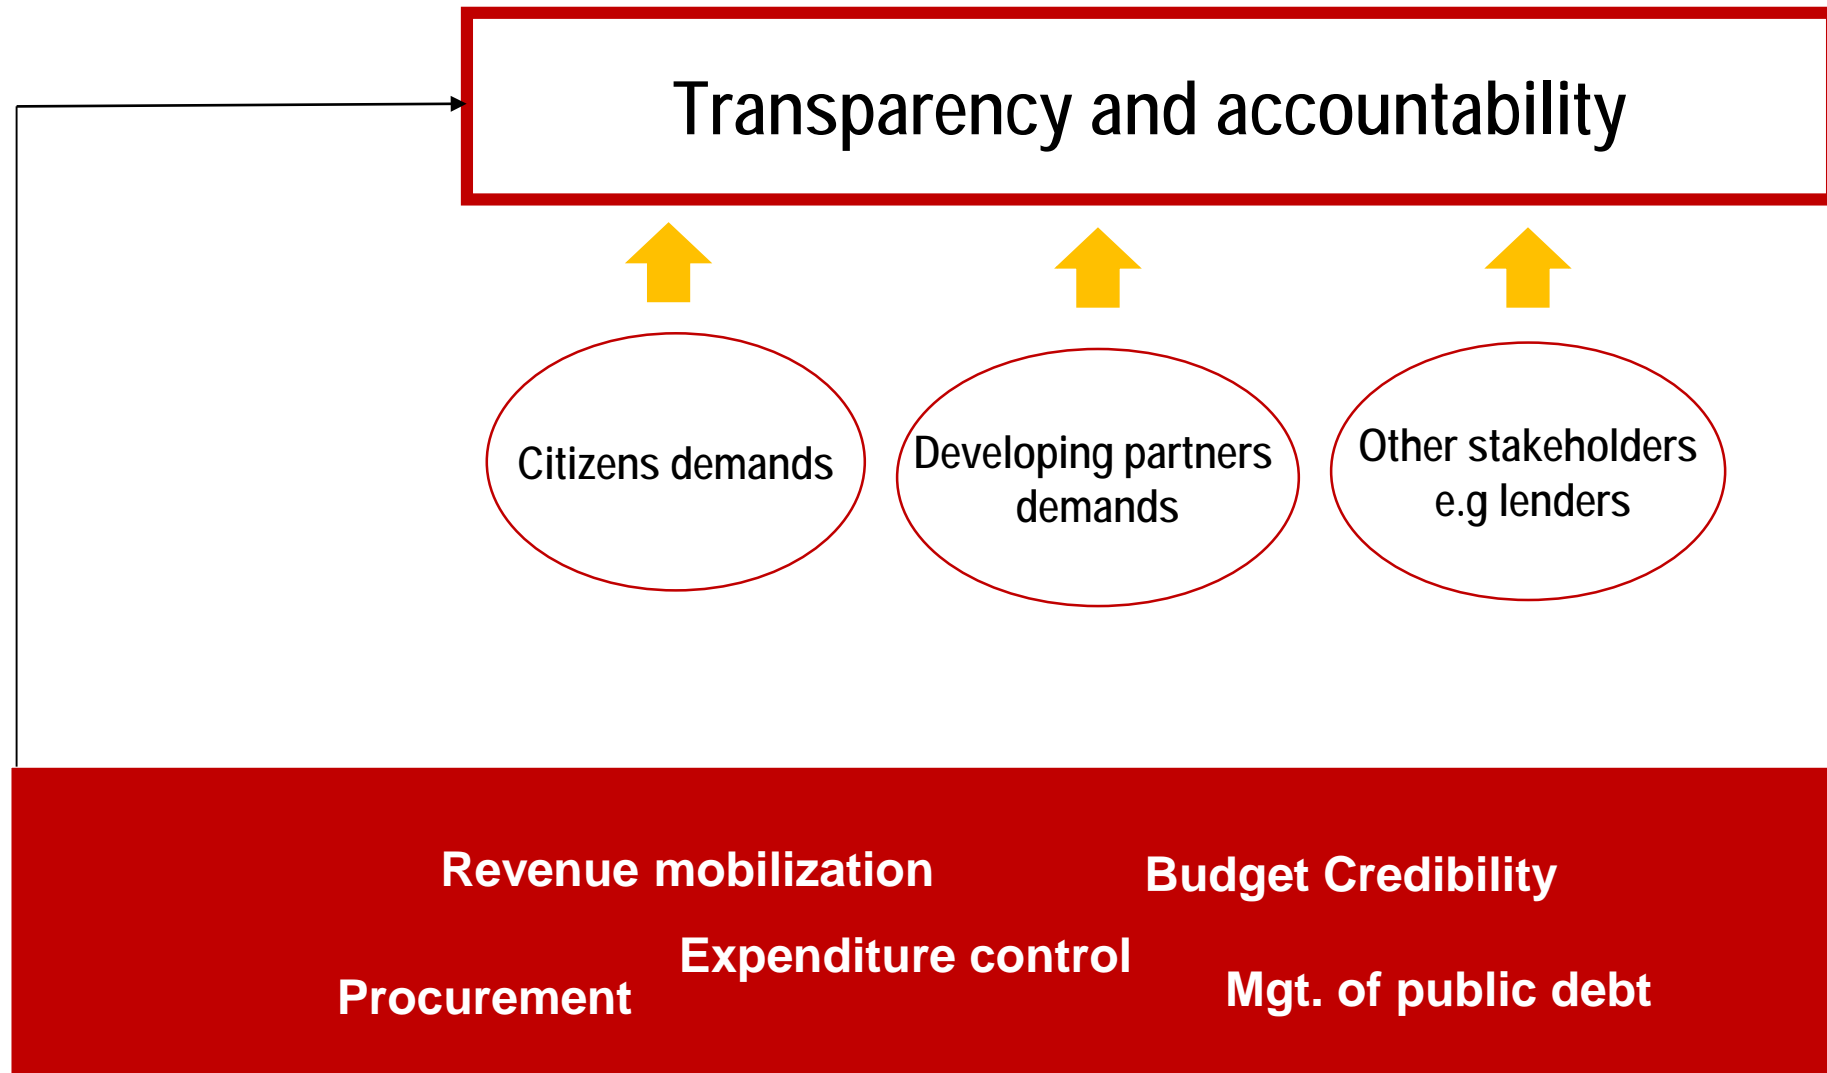 Transparency and accountability
Citizens demands
Developing partners
demands
Other stakeholders
e.g lenders
Revenue mobilization
Budget Credibility
Expenditure control
Procurement
Mgt. of public debt